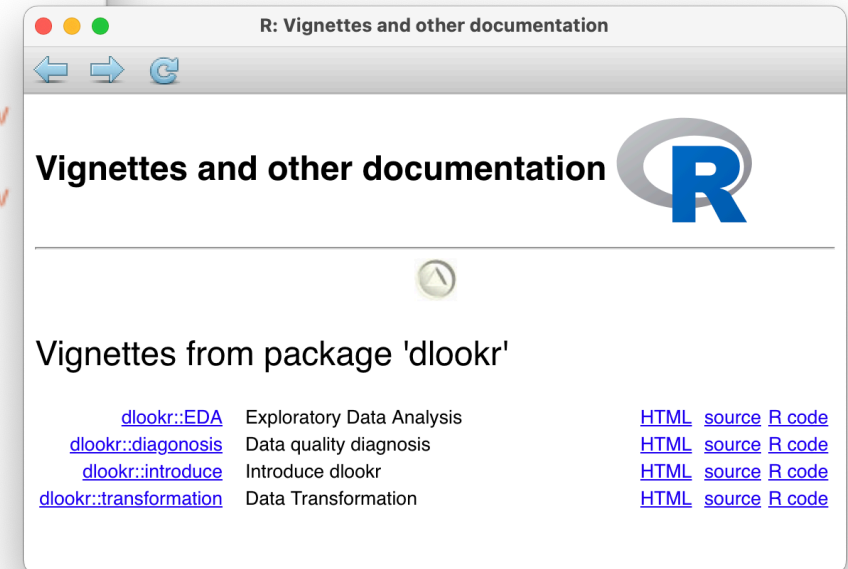 R: Vignettes and other documentation
Vignettes and other documentation R
Vignettes from package 'dlookr'
dlookr::EDA Exploratory Data Analysis HTML source R code
dlookr::diagonosis Data quality diagnosis HTML source R code
dlookr::introduce Introduce dlookr HTML source R code
dlookr::transformation Data Transformation HTML source R code